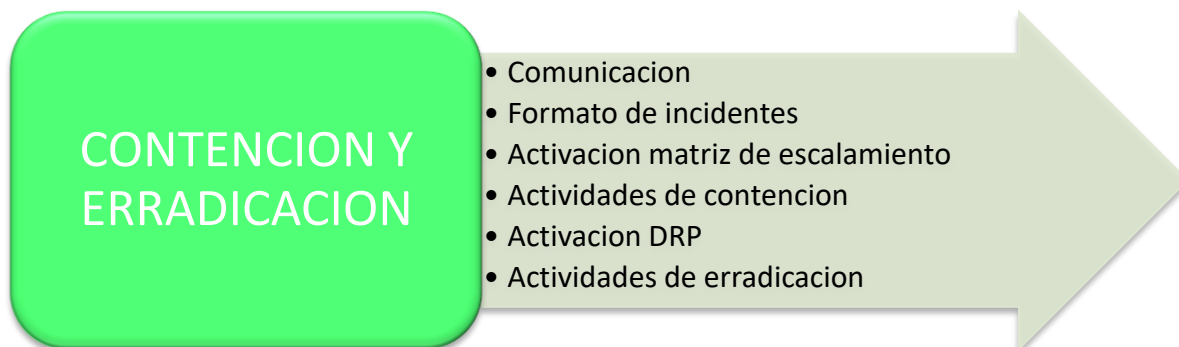 CONTENCION Y
ERRADICACION
• Comunicacion
• Formato de incidentes
• Activacion matriz de escalamiento
• Actividades de contencion
• Activacion DRP
• Actividades de erradicacion